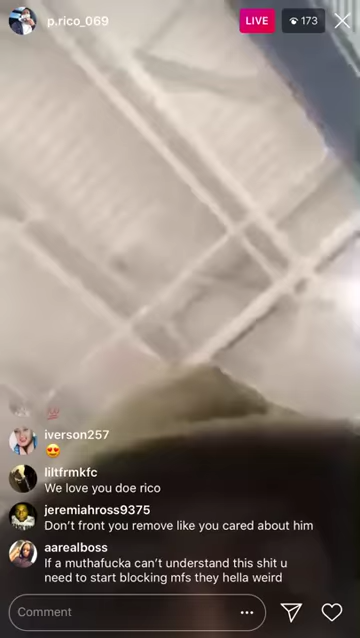 p.rico_069
LIVE
173
💯
iverson257
😍
liltfrmkfc
We love you doe rico
jeremiahross9375
Don't front you remove like you cared about him
aarealboss
If a muthafucka can't understand this shit u
need to start blocking mfs they hella weird
Comment